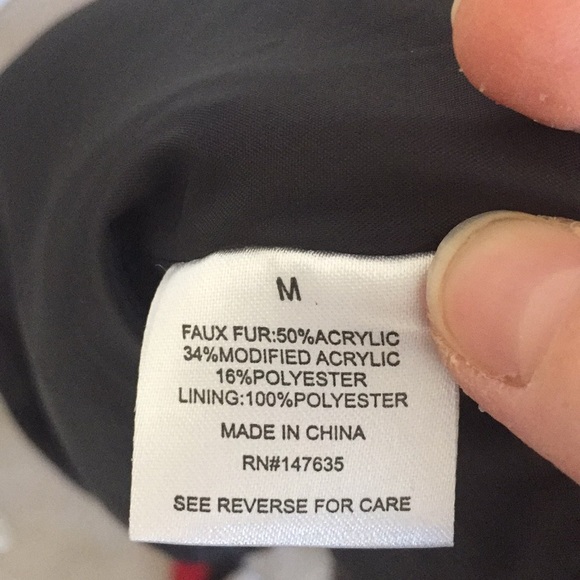 M
FAUX FUR:50%ACRYLIC
34%MODIFIED ACRYLIC
16%POLYESTER
LINING:100%POLYESTER
MADE IN CHINA
RN#147635
SEE REVERSE FOR CARE